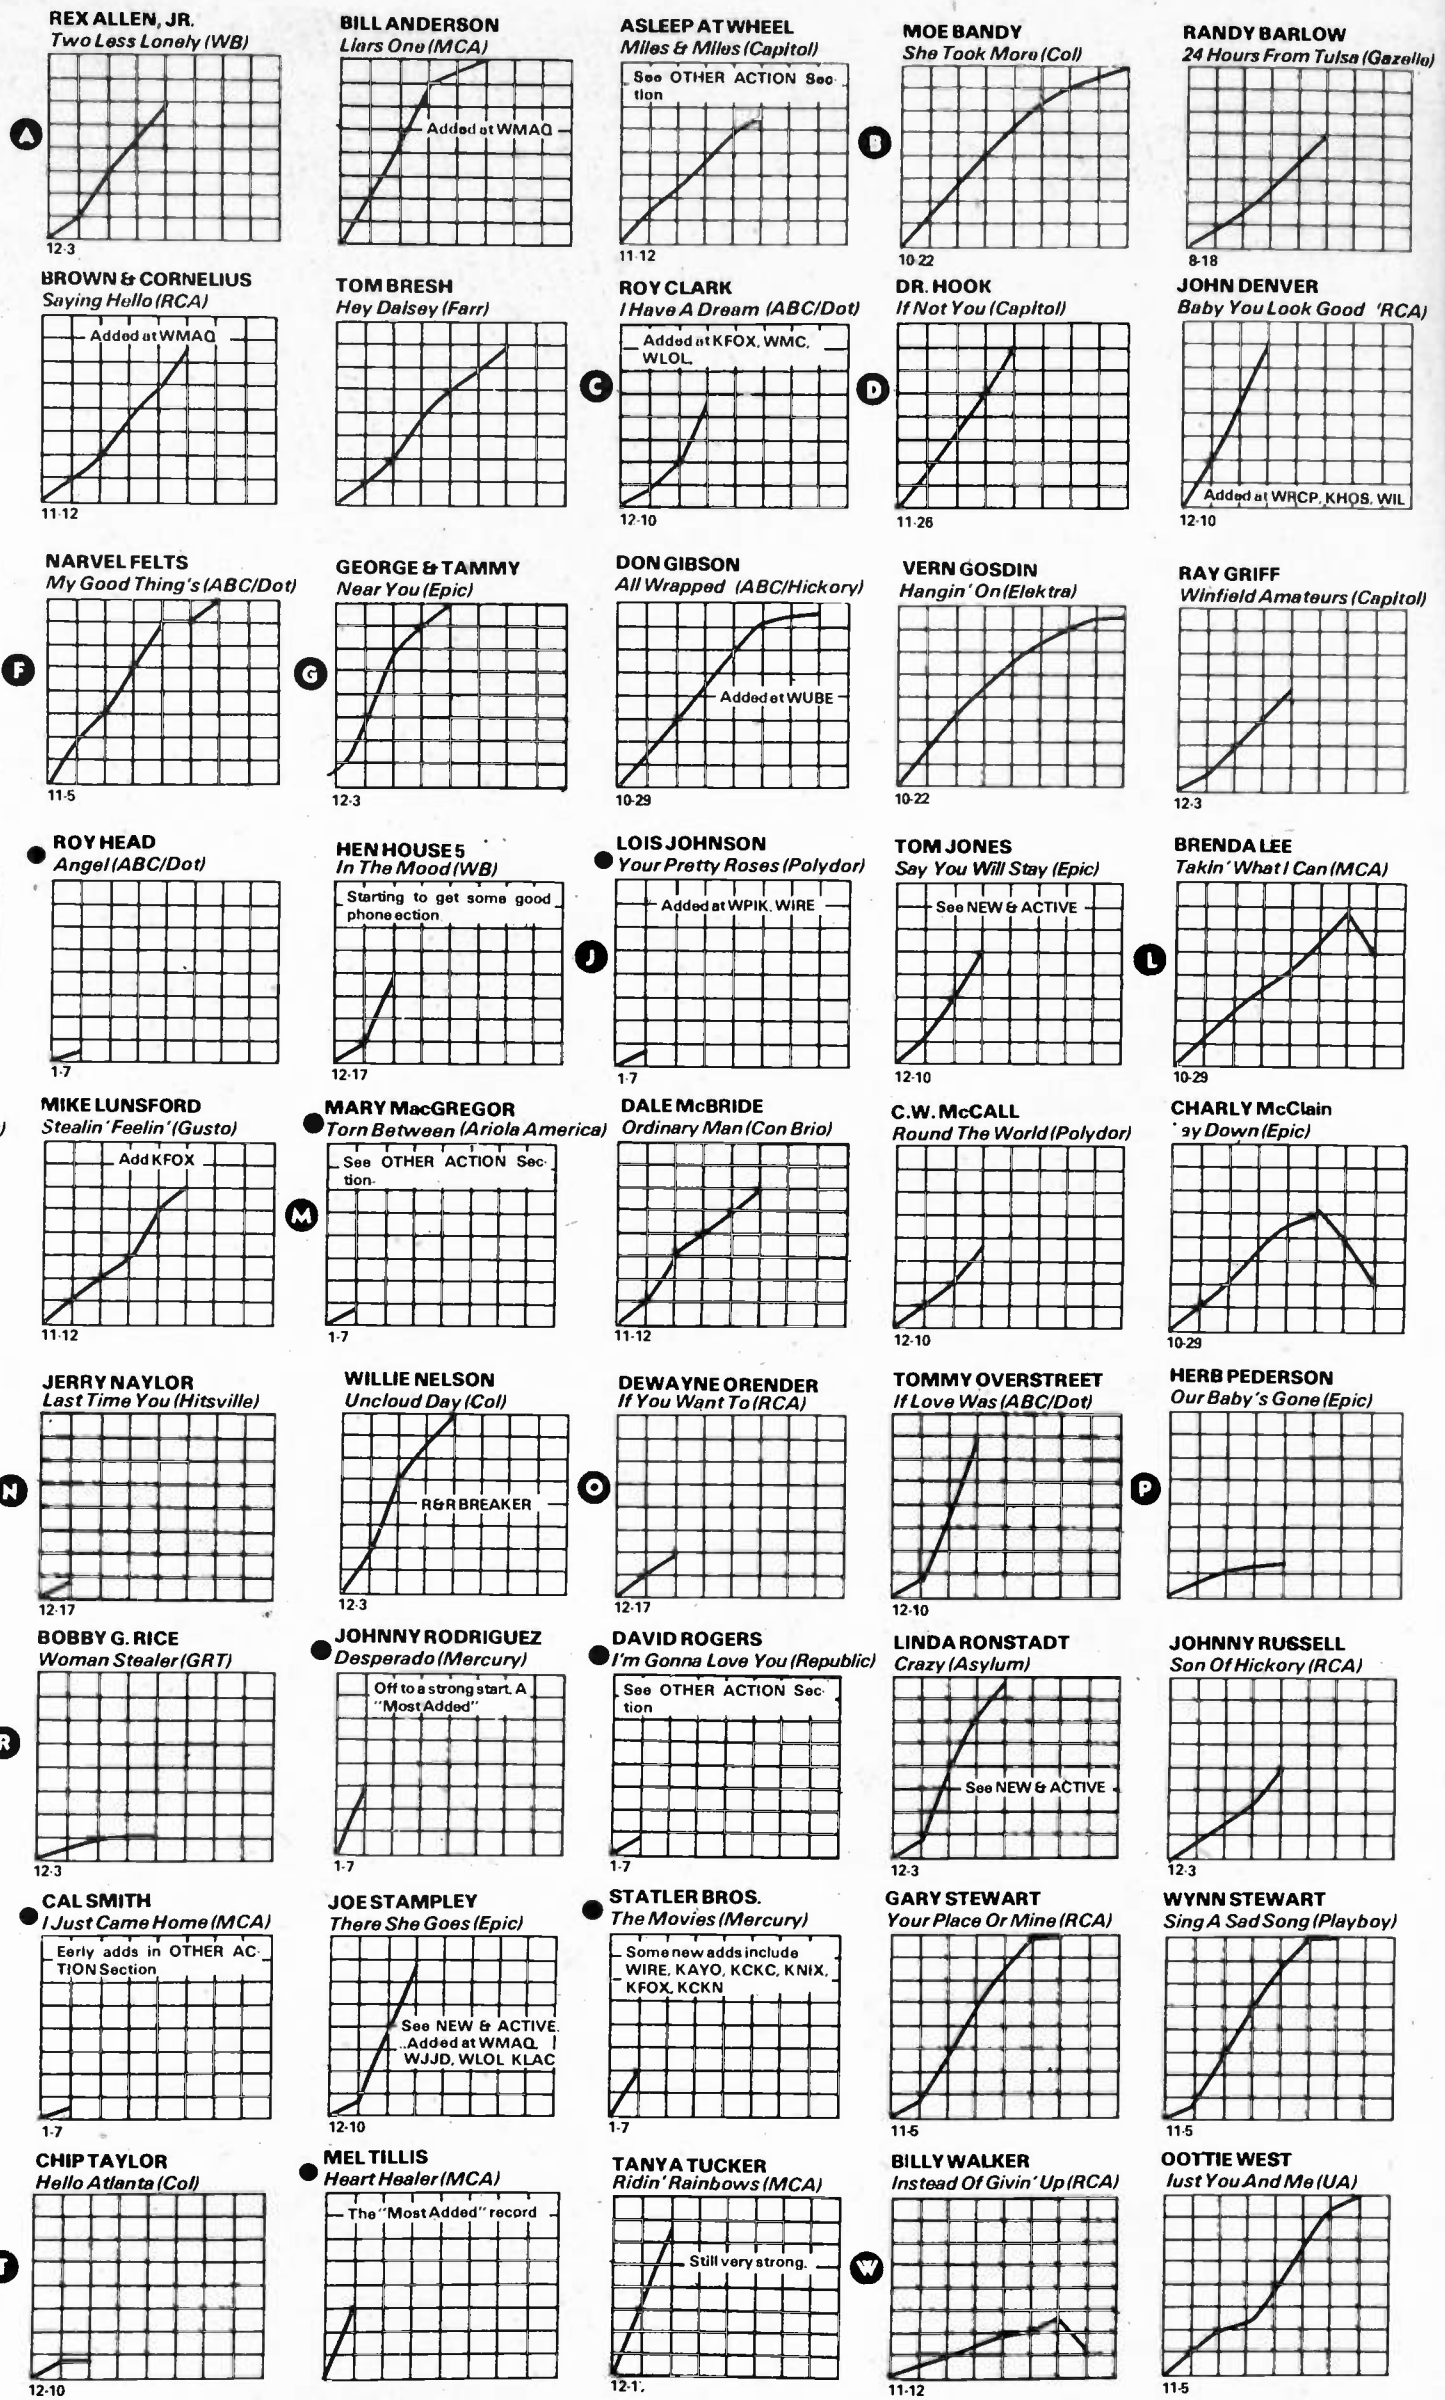 REX ALLEN, JR.
Two Less Lonely (WB)
A
12-3
BILL ANDERSON
Liars One (MCA)
Added at WMAQ
ASLEEP AT WHEEL
Miles & Miles (Capitol)
See OTHER ACTION Sec-
tion
11-12
MOE BANDY
She Took More (Col)
B
10-22
RANDY BARLOW
24 Hours From Tulsa (Gazelle)
8-18
BROWN & CORNELIUS
Saying Hello (RCA)
Added at WMAQ
11-12
TOM BRESH
Hey Daisey (Farr)
ROY CLARK
I Have A Dream (ABC/Dot)
Added at KFOX, WMC,
WLOL
C
12-10
DR. HOOK
If Not You (Capitol)
D
11-26
JOHN DENVER
Baby You Look Good 'RCA)
Added at WRCP, KHOS, WIL
12-10
NARVEL FELTS
My Good Thing's (ABC/Dot)
F
11-5
GEORGE & TAMMY
Near You (Epic)
G
12-3
DON GIBSON
All Wrapped (ABC/Hickory)
Added at WUBE
10-29
VERN GOSDIN
Hangin' On (Elektra)
10-22
RAY GRIFF
Winfield Amateurs (Capitol)
12-3
ROY HEAD
Angel (ABC/Dot)
1-7
HEN HOUSE 5
In The Mood (WB)
Starting to get some good
phone ection
12-17
LOIS JOHNSON
Your Pretty Roses (Polydor)
Added at WPIK, WIRE
J
1-7
TOM JONES
Say You Will Stay (Epic)
See NEW & ACTIVE
12-10
BRENDA LEE
Takin' What I Can (MCA)
L
10-29
MIKE LUNSFORD
Stealin' Feelin' (Gusto)
Add KFOX
11-12
MARY MacGREGOR
Torn Between (Ariola America)
See OTHER ACTION Sec-
tion
M
1-7
DALE McBRIDE
Ordinary Man (Con Brio)
11-12
C.W. McCALL
Round The World (Polydor)
12-10
CHARLY McClain
ay Down (Epic)
10-29
JERRY NAYLOR
Last Time You (Hitsville)
N
12-17
WILLIE NELSON
Uncloud Day (Col)
R&R BREAKER
12-3
DEWAYNE ORENDER
If You Want To (RCA)
O
12-17
TOMMY OVERSTREET
If Love Was (ABC/Dot)
12-10
HERB PEDERSON
Our Baby's Gone (Epic)
P
BOBBY G. RICE
Woman Stealer (GRT)
R
12-3
JOHNNY RODRIGUEZ
Desperado (Mercury)
Off to a strong start. A
"Most Added"
1-7
DAVID ROGERS
I'm Gonna Love You (Republic)
See OTHER ACTION Sec-
tion
1-7
LINDA RONSTADT
Crazy (Asylum)
See NEW & ACTIVE
12-3
JOHNNY RUSSELL
Son Of Hickory (RCA)
12-3
CAL SMITH
I Just Came Home (MCA)
Early adds in OTHER AC-
TION Section
1-7
JOE STAMPLEY
There She Goes (Epic)
See NEW & ACTIVE.
Added at WMAQ
WJJD, WLOL KLAC
12-10
STATLER BROS.
The Movies (Mercury)
Some new adds include
WIRE, KAYO, KCKC, KNIX,
KFOX, KCKN
1-7
GARY STEWART
Your Place Or Mine (RCA)
11-5
WYNN STEWART
Sing A Sad Song (Playboy)
11-5
CHIP TAYLOR
Hello Atlanta (Col)
T
12-10
MEL TILLIS
Heart Healer (MCA)
The "Most Added" record
TANYA TUCKER
Ridin' Rainbows (MCA)
Still very strong.
BILLY WALKER
Instead Of Givin' Up (RCA)
W
11-12
OOTTIE WEST
Just You And Me (UA)
11-5